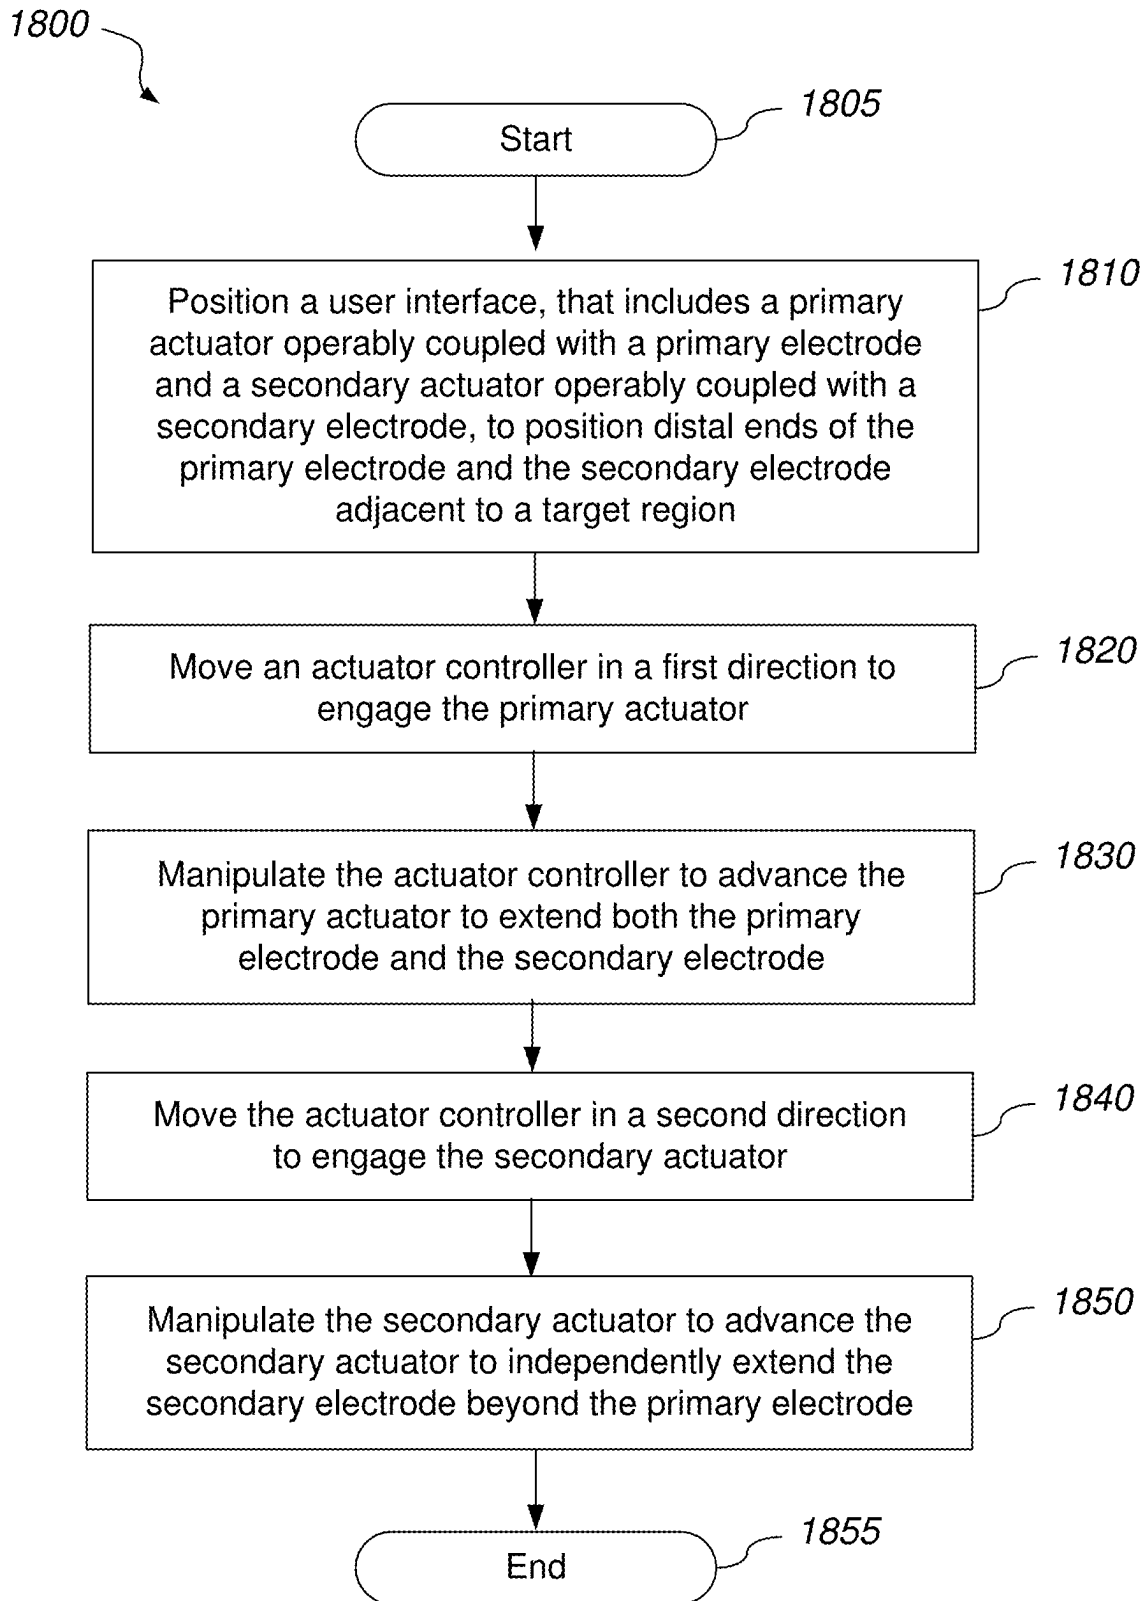 1800
1805
Start
1810
Position a user interface, that includes a primary
actuator operably coupled with a primary electrode
and a secondary actuator operably coupled with a
secondary electrode, to position distal ends of the
primary electrode and the secondary electrode
adjacent to a target region
1820
Move an actuator controller in a first direction to
engage the primary actuator
1830
Manipulate the actuator controller to advance the
primary actuator to extend both the primary
electrode and the secondary electrode
1840
Move the actuator controller in a second direction
to engage the secondary actuator
1850
Manipulate the secondary actuator to advance the
secondary actuator to independently extend the
secondary electrode beyond the primary electrode
1855
End